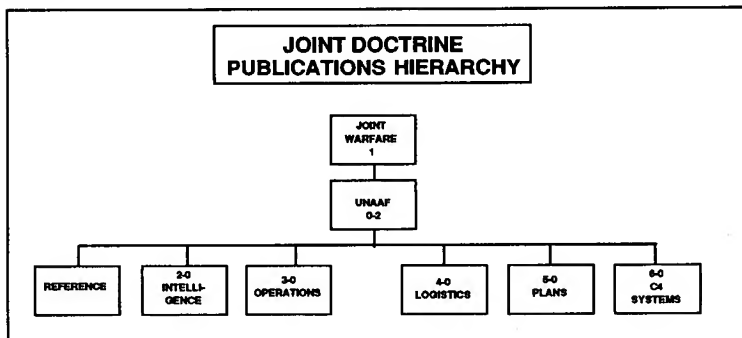 JOINT DOCTRINE
PUBLICATIONS HIERARCHY
JOINT
WARFARE
1
UNAAF
0-2
REFERENCE
2-0
INTELLI-
GENCE
3-0
OPERATIONS
4-0
LOGISTICS
5-0
PLANS
6-0
C4
SYSTEMS